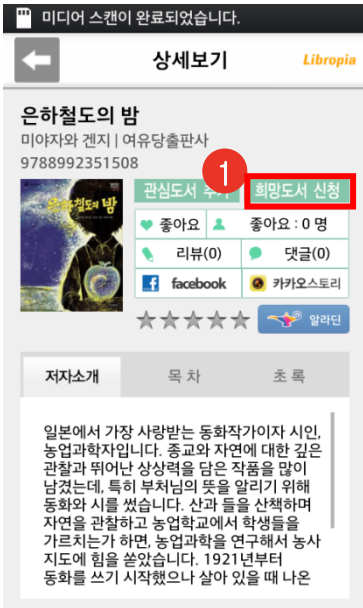 미디어 스캔이 완료되었습니다.
상세보기
Libropia
은하철도의 밤
미야자와 겐지 | 여유당출판사
9788992351508
은하철도의 밤
관심도서 추가
1
희망도서 신청
좋아요
좋아요 : 0 명
리뷰(0)
댓글(0)
facebook
카카오스토리
알라딘
저자소개
목 차
초 록
일본에서 가장 사랑받는 동화작가이자 시인,
농업과학자입니다. 종교와 자연에 대한 깊은
관찰과 뛰어난 상상력을 담은 작품을 많이
남겼는데, 특히 부처님의 뜻을 알리기 위해
동화와 시를 썼습니다. 산과 들을 산책하며
자연을 관찰하고 농업학교에서 학생들을
가르치는가 하면, 농업과학을 연구해서 농사
지도에 힘을 쏟았습니다. 1921년부터
동화를 쓰기 시작했으나 살아 있을 때 나온